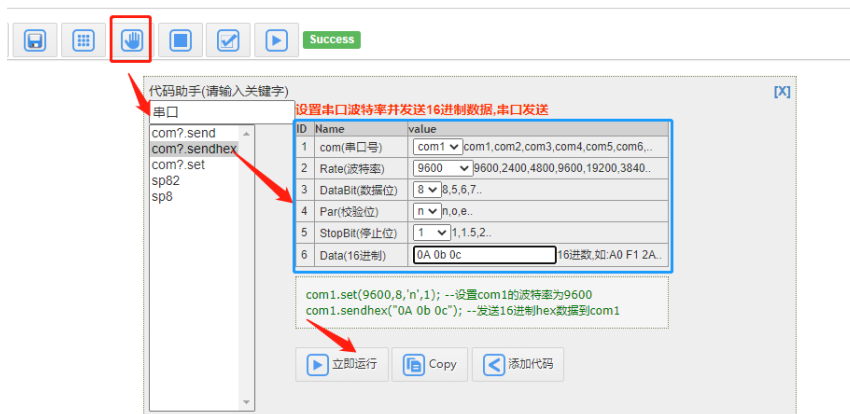 Success
代码助手(请输入关键字)
[X]
串口
设置串口波特率并发送16进制数据,串口发送
com?.send
com?.sendhex
com?.set
sp82
sp8
ID Name value
1 com(串口号) com1 com1,com2,com3,com4,com5,com6,..
2 Rate(波特率) 9600 9600,2400,4800,9600,19200,3840..
3 DataBit(数据位) 8 8,5,6,7..
4 Par(校验位) n n,o,e..
5 StopBit(停止位) 1 1,1.5,2..
6 Data(16进制) 0A 0b 0c 16进数,如:A0 F1 2A..
com1.set(9600,8,'n',1); --设置com1的波特率为9600
com1.sendhex("0A 0b 0c"); --发送16进制hex数据到com1
立即运行 Copy 添加代码